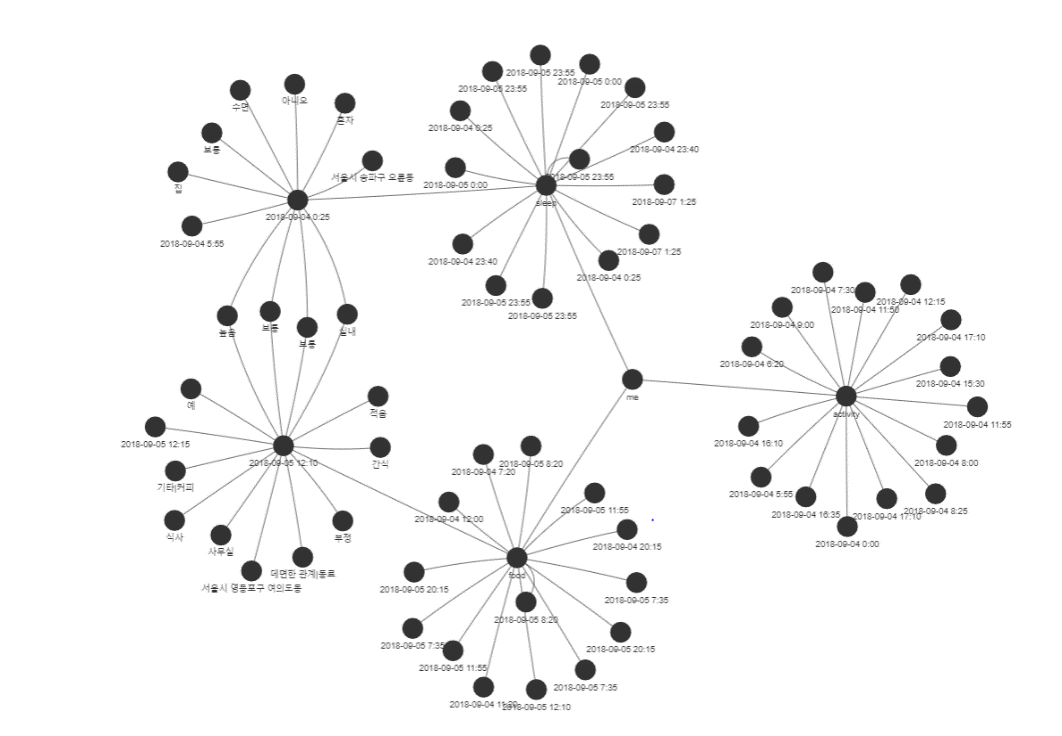 수면
아니오
혼자
보통
서울시 송파구 오륜동
집
2018-09-04 0:25
2018-09-04 5:55
2018-09-05 23:55
2018-09-05 23:55
2018-09-05 0:00
2018-09-05 23:55
2018-09-04 0:25
2018-09-04 23:40
2018-09-05 0:00
2018-09-05 23:55
2018-09-07 1:25
sleep
2018-09-07 1:25
2018-09-04 23:40
2018-09-04 0:25
2018-09-05 23:55
2018-09-05 23:55
높음
보통
보통
실내
me
2018-09-04 7:30
2018-09-04 11:50
2018-09-04 12:15
2018-09-04 9:00
2018-09-04 17:10
2018-09-04 6:20
2018-09-04 15:30
activity
2018-09-04 11:55
2018-09-04 16:10
2018-09-04 8:00
2018-09-04 5:55
2018-09-04 16:35
2018-09-04 17:10
2018-09-04 8:25
2018-09-04 0:00
예
적음
2018-09-05 12:15
2018-09-05 12:10
간식
기타|커피
식사
사무실
부정
서울시 영등포구 여의도동
데면한 관계|동료
2018-09-04 7:20
2018-09-05 8:20
2018-09-04 12:00
2018-09-05 11:55
2018-09-04 20:15
food
2018-09-05 20:15
2018-09-05 7:35
2018-09-05 8:20
2018-09-05 7:35
2018-09-05 20:15
2018-09-05 11:55
2018-09-05 7:35
2018-09-05 12:10